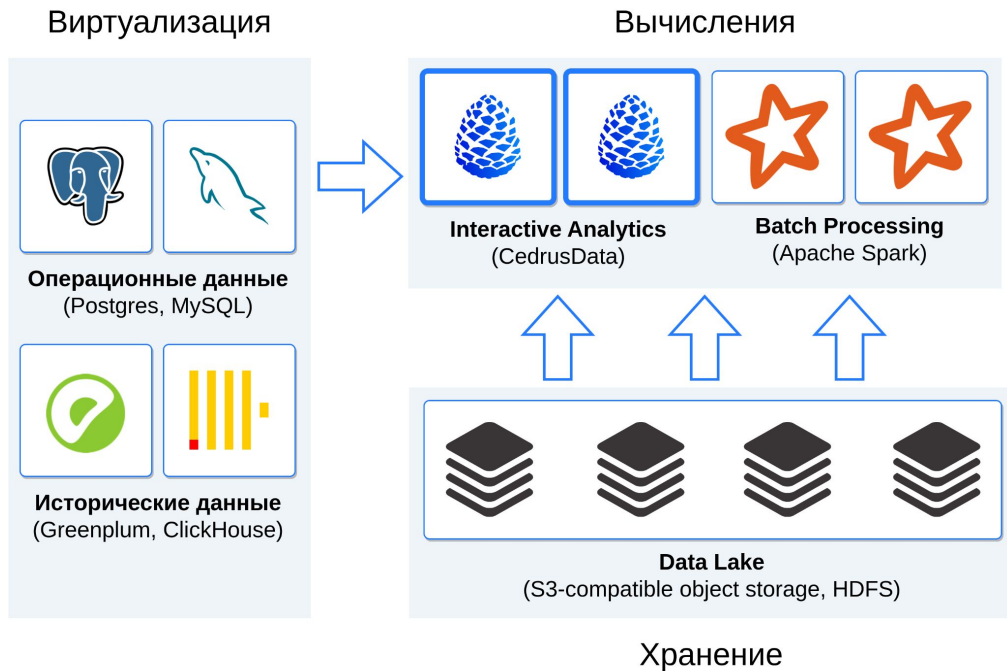 Виртуализация
Вычисления
Операционные данные
(Postgres, MySQL)
Исторические данные
(Greenplum, ClickHouse)
Interactive Analytics
(CedrusData)
Batch Processing
(Apache Spark)
Data Lake
(S3-compatible object storage, HDFS)
Хранение